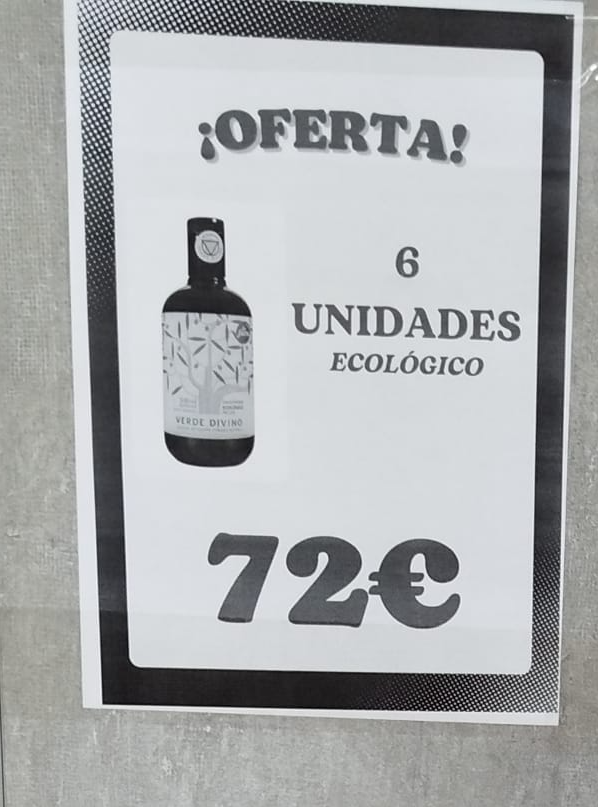 ¡OFERTA!
6
UNIDADES
ECOLÓGICO
VERDE DIVINO
72€